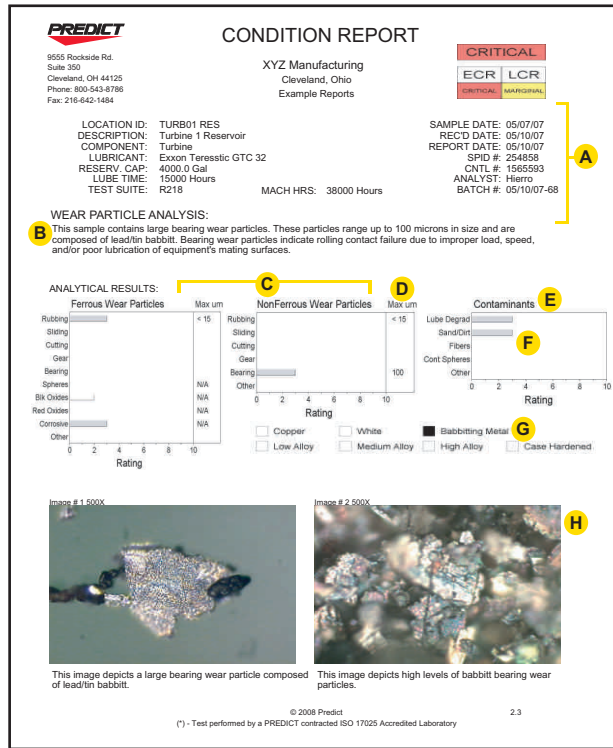 PREDICT
CONDITION REPORT
9555 Rockside Rd.
Suite 350
Cleveland, OH 44125
Phone: 800-543-8786
Fax: 216-642-1484
XYZ Manufacturing
Cleveland, Ohio
Example Reports
CRITICAL
ECR LCR
CRITICAL MARGINAL
LOCATION ID: TURB01 RES
DESCRIPTION: Turbine 1 Reservoir
COMPONENT: Turbine
LUBRICANT: Exxon Teresstic GTC 32
RESERV. CAP: 4000.0 Gal
LUBE TIME: 15000 Hours
TEST SUITE: R218
MACH HRS: 38000 Hours
SAMPLE DATE: 05/07/07
REC'D DATE: 05/10/07
REPORT DATE: 05/10/07
SPID #: 254858
CNTL #: 1565593
ANALYST: Hierro
BATCH #: 05/10/07-68
A
WEAR PARTICLE ANALYSIS:
B
This sample contains large bearing wear particles. These particles range up to 100 microns in size and are
composed of lead/tin babbitt. Bearing wear particles indicate rolling contact failure due to improper load, speed,
and/or poor lubrication of equipment's mating surfaces.
ANALYTICAL RESULTS:
C
D
Ferrous Wear Particles Max um
Rubbing < 15
Sliding
Cutting
Gear
Bearing
Spheres N/A
Blk Oxides N/A
Red Oxides N/A
Corrosive N/A
Other
0 2 4 6 8 10
Rating
NonFerrous Wear Particles Max um
Rubbing < 15
Sliding
Cutting
Gear
Bearing 100
Other
0 2 4 6 8 10
Rating
Contaminants E
Lube Degrad
Sand/Dirt
F
Fibers
Cont Spheres
Other
0 2 4 6 8 10
Rating
Copper White Babbitting Metal G
Low Alloy Medium Alloy High Alloy Case Hardened
Image # 1 500X
Image # 2 500X
H
This image depicts a large bearing wear particle composed
of lead/tin babbitt.
This image depicts high levels of babbitt bearing wear
particles.
© 2008 Predict 2.3
(*) - Test performed by a PREDICT contracted ISO 17025 Accredited Laboratory